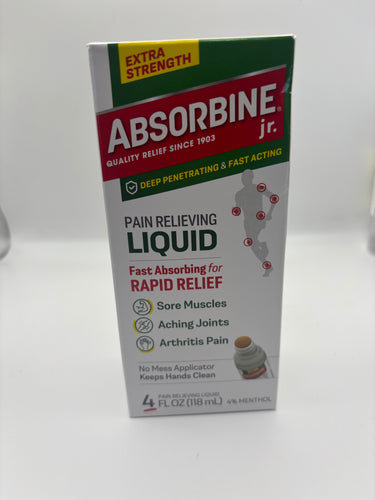 EXTRA
STRENGTH
ABSORBINE®
jr.®
QUALITY RELIEF SINCE 1903
DEEP PENETRATING & FAST ACTING
PAIN RELIEVING
LIQUID
Fast Absorbing for
RAPID RELIEF
Sore Muscles
Aching Joints
Arthritis Pain
No Mess Applicator
Keeps Hands Clean
PAIN RELIEVING LIQUID
4 FL OZ (118 mL) 4% MENTHOL